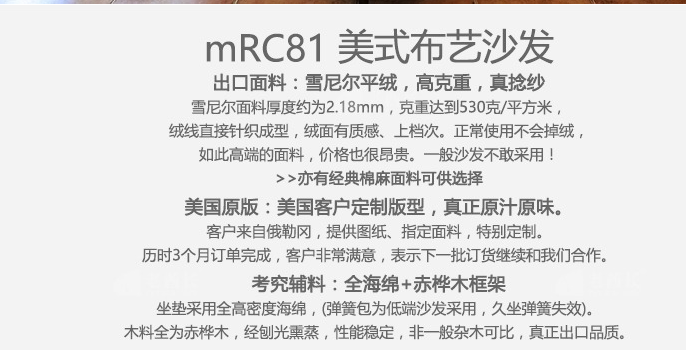 mRC81 美式布艺沙发
出口面料：雪尼尔平绒，高克重，真捻纱
雪尼尔面料厚度约为2.18mm，克重达到530克/平方米，
绒线直接针织成型，绒面有质感、上档次。正常使用不会掉绒，
如此高端的面料，价格也很昂贵。一般沙发不敢采用！
>>亦有经典棉麻面料可供选择
美国原版：美国客户定制版型，真正原汁原味。
客户来自俄勒冈，提供图纸、指定面料，特别定制。
历时3个月订单完成，客户非常满意，表示下一批订货继续和我们合作。
考究辅料：全海绵+赤桦木框架
坐垫采用全高密度海绵，(弹簧包为低端沙发采用，久坐弹簧失效)。
木料全为赤桦木，经刨光熏蒸，性能稳定，非一般杂木可比，真正出口品质。